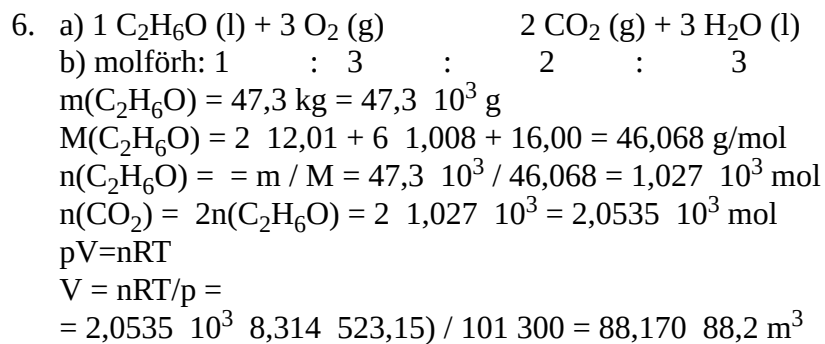 6. a) 1 C₂H₆O (l) + 3 O₂ (g) 2 CO₂ (g) + 3 H₂O (l)
b) molförh: 1 : 3 : 2 : 3
m(C₂H₆O) = 47,3 kg = 47,3 10³ g
M(C₂H₆O) = 2 12,01 + 6 1,008 + 16,00 = 46,068 g/mol
n(C₂H₆O) = = m / M = 47,3 10³ / 46,068 = 1,027 10³ mol
n(CO₂) = 2n(C₂H₆O) = 2 1,027 10³ = 2,0535 10³ mol
pV=nRT
V = nRT/p =
= 2,0535 10³ 8,314 523,15) / 101 300 = 88,170 88,2 m³